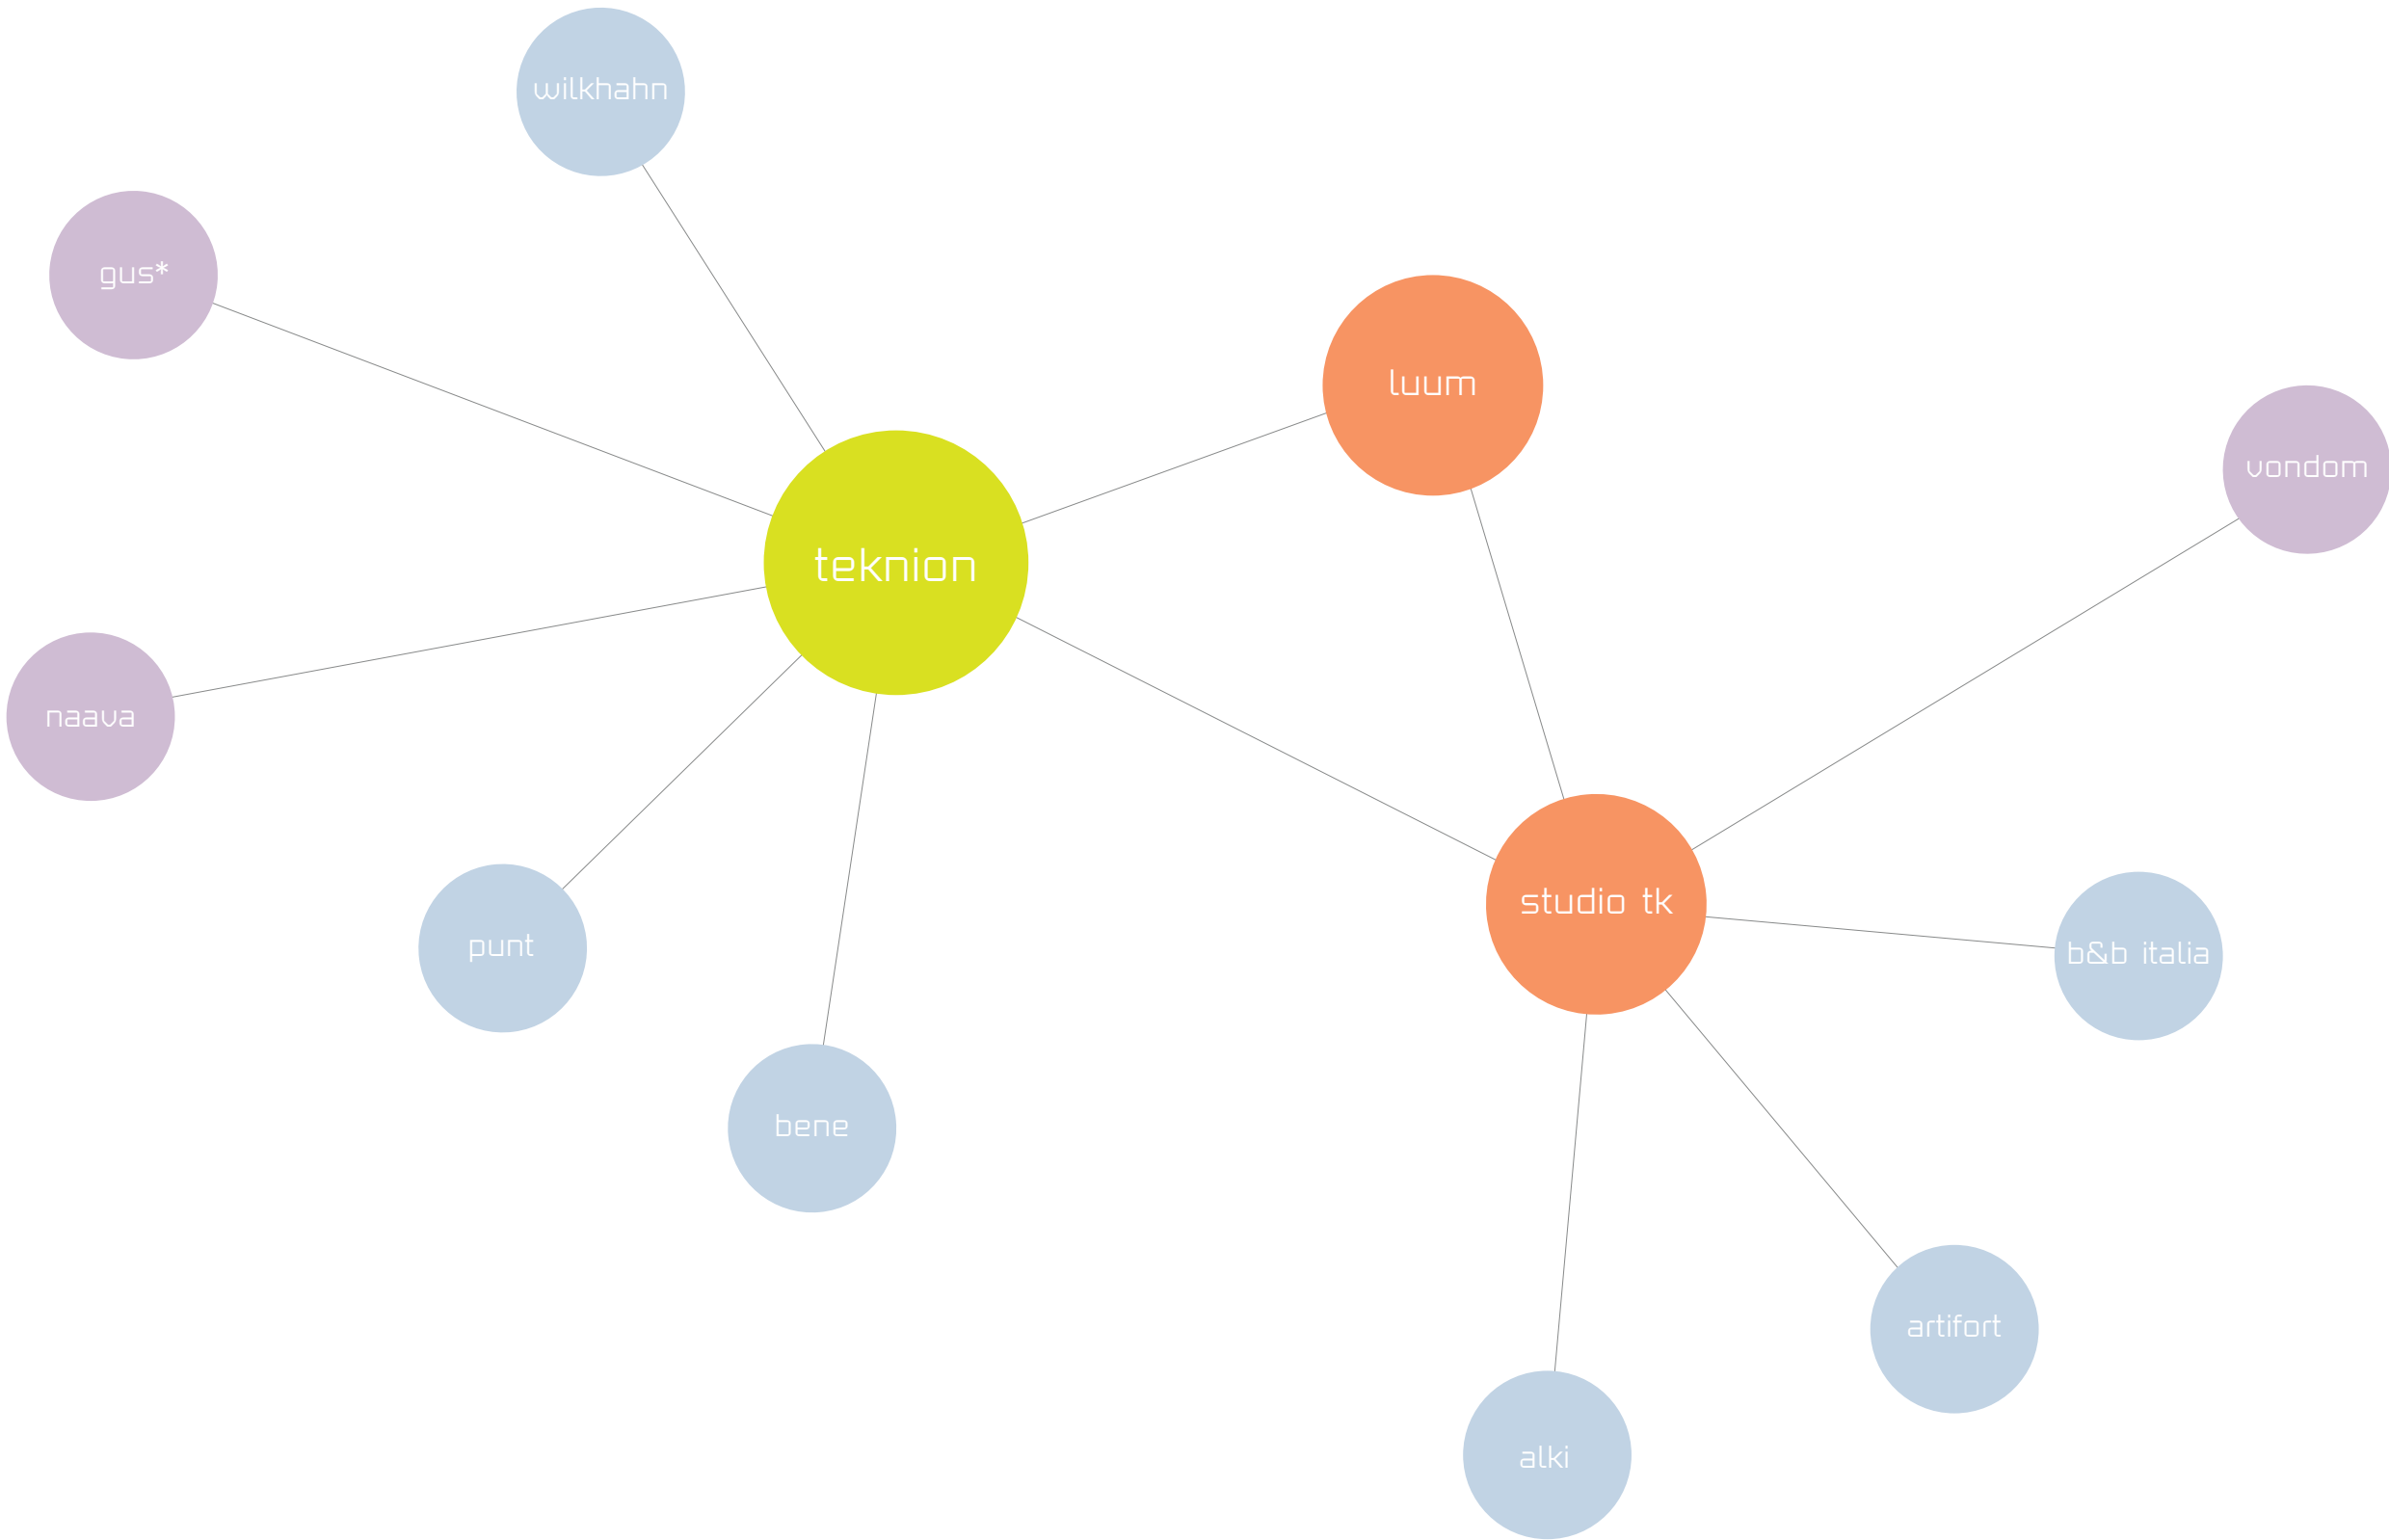 wilkhahn
gus*
luum
vondom
teknion
naava
studio tk
punt
b&b italia
bene
artifort
alki